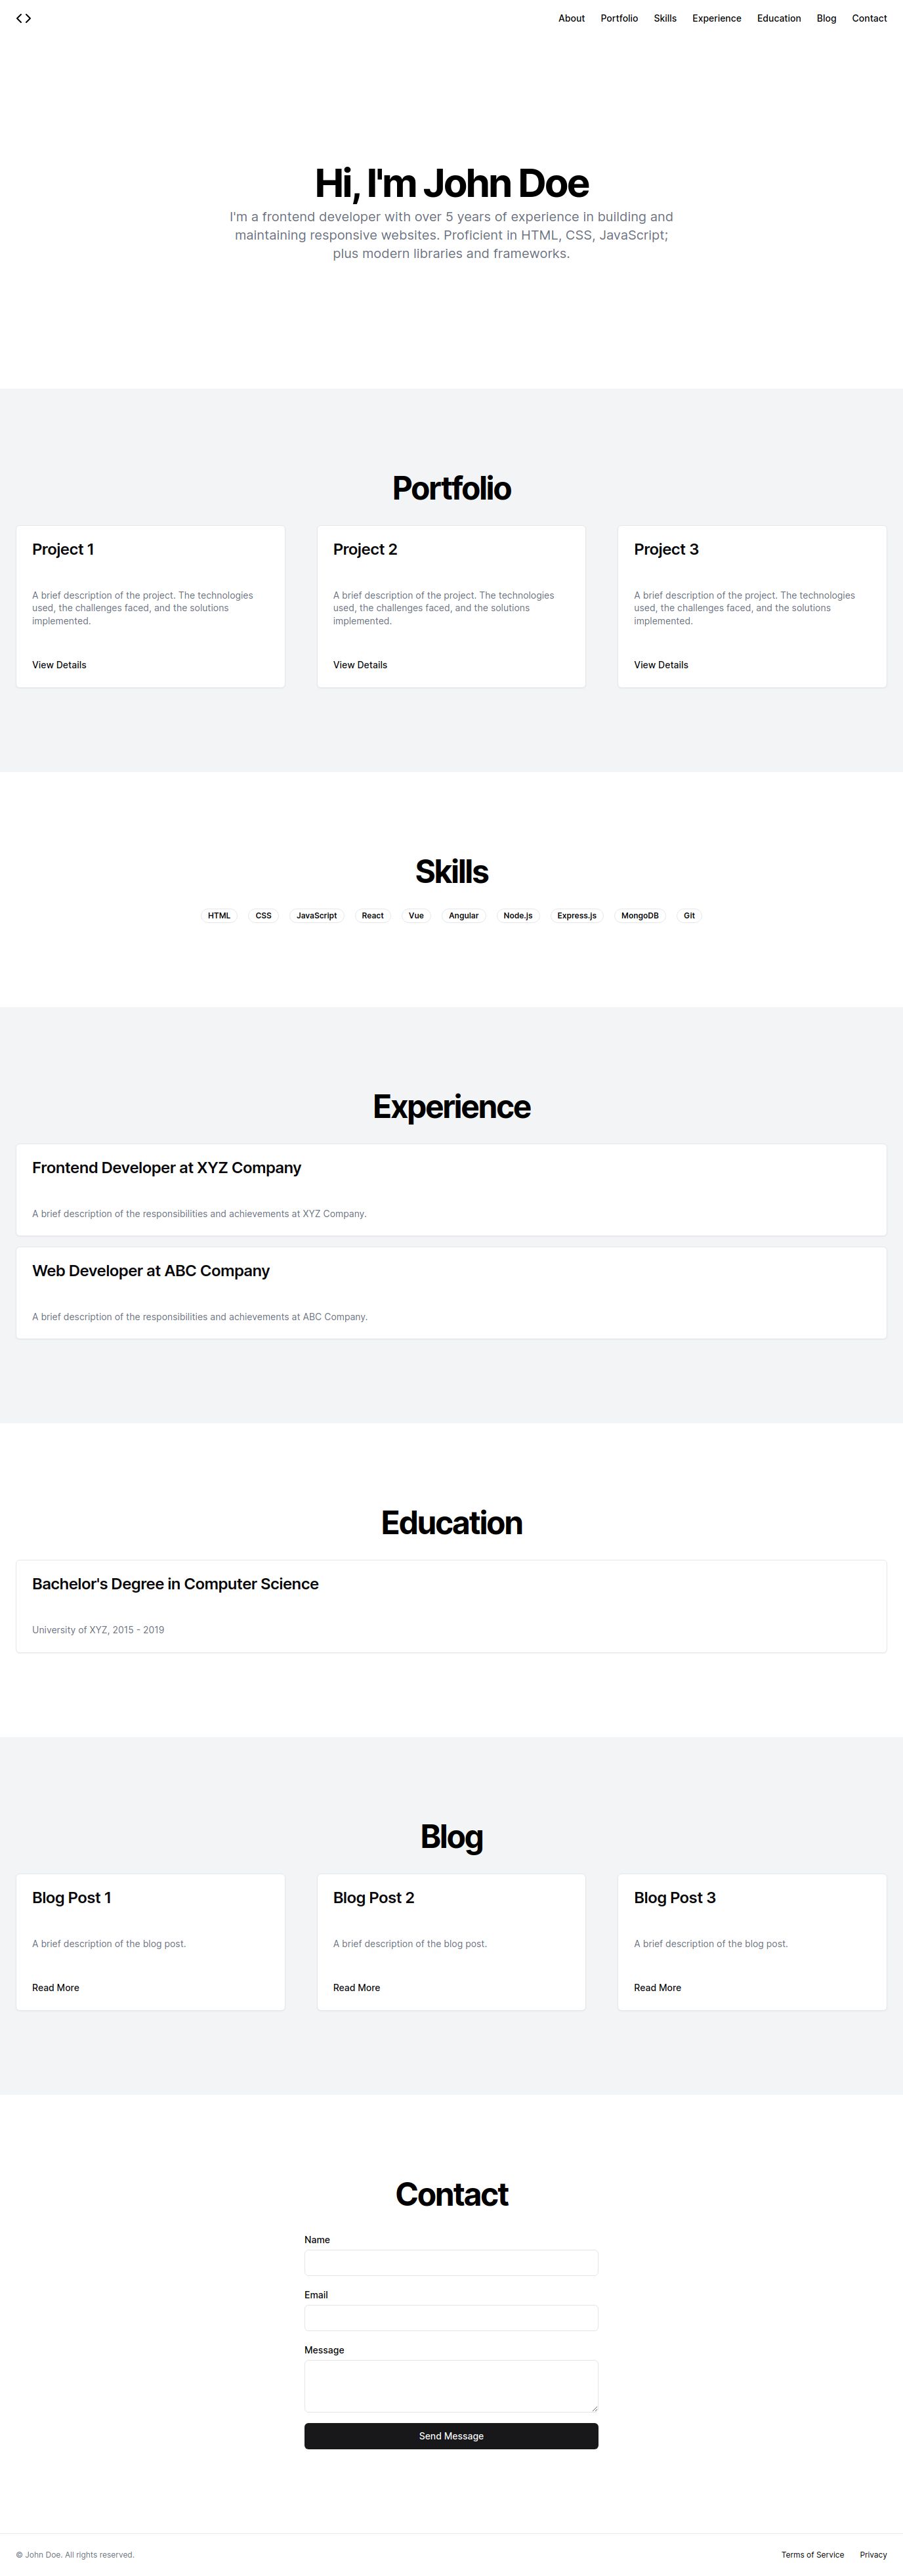 About Portfolio Skills Experience Education Blog Contact
Hi, I'm John Doe
I'm a frontend developer with over 5 years of experience in building and
maintaining responsive websites. Proficient in HTML, CSS, JavaScript;
plus modern libraries and frameworks.
Portfolio
Project 1
A brief description of the project. The technologies
used, the challenges faced, and the solutions
implemented.
View Details
Project 2
A brief description of the project. The technologies
used, the challenges faced, and the solutions
implemented.
View Details
Project 3
A brief description of the project. The technologies
used, the challenges faced, and the solutions
implemented.
View Details
Skills
HTML CSS JavaScript React Vue Angular Node.js Express.js MongoDB Git
Experience
Frontend Developer at XYZ Company
A brief description of the responsibilities and achievements at XYZ Company.
Web Developer at ABC Company
A brief description of the responsibilities and achievements at ABC Company.
Education
Bachelor's Degree in Computer Science
University of XYZ, 2015 - 2019
Blog
Blog Post 1
A brief description of the blog post.
Read More
Blog Post 2
A brief description of the blog post.
Read More
Blog Post 3
A brief description of the blog post.
Read More
Contact
Name
Email
Message
Send Message
© John Doe. All rights reserved.
Terms of Service Privacy